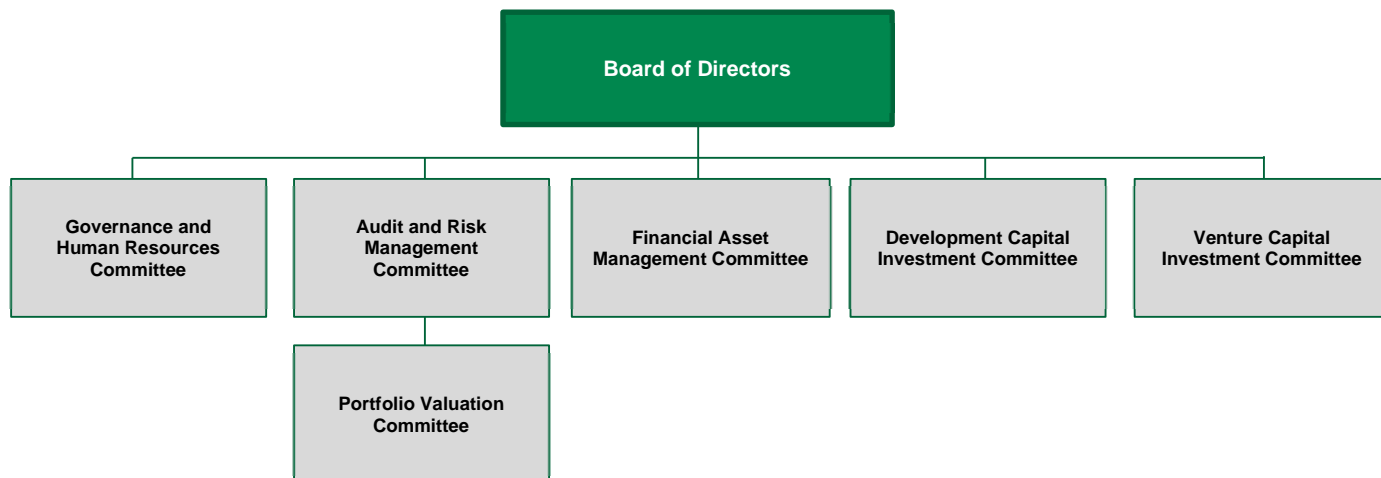 Board of Directors
Governance and
Human Resources
Committee
Audit and Risk
Management
Committee
Financial Asset
Management Committee
Development Capital
Investment Committee
Venture Capital
Investment Committee
Portfolio Valuation
Committee